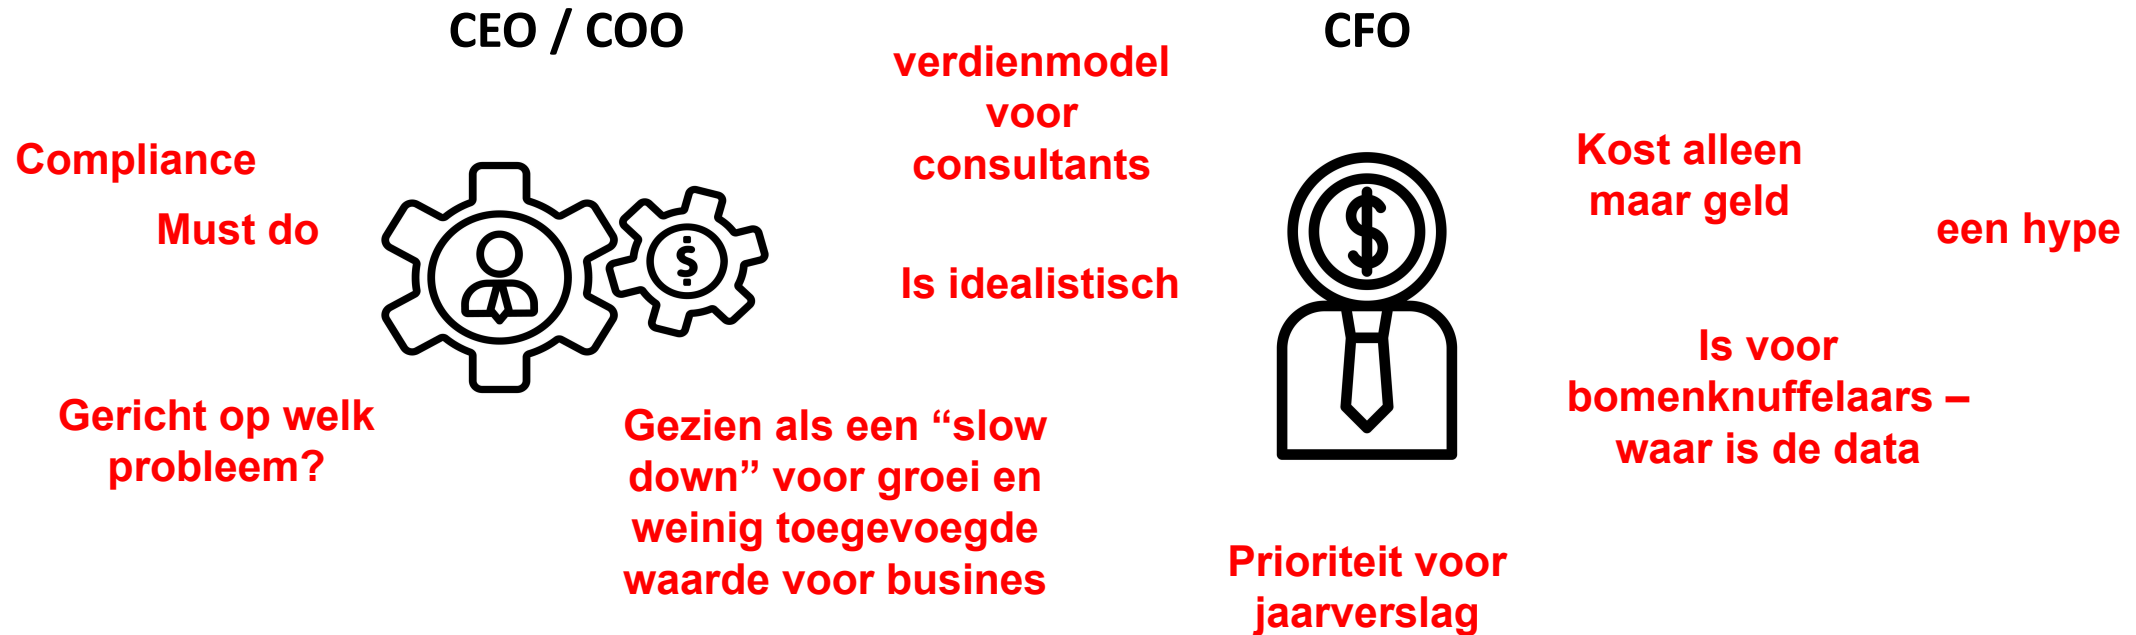 CEO / COO
CFO
verdienmodel
voor
consultants
Compliance
Must do
Kost alleen
maar geld
een hype
Is idealistisch
Is voor
bomenknuffelaars –
waar is de data
Gericht op welk
probleem?
Gezien als een “slow
down” voor groei en
weinig toegevoegde
waarde voor busines
Prioriteit voor
jaarverslag
$
$